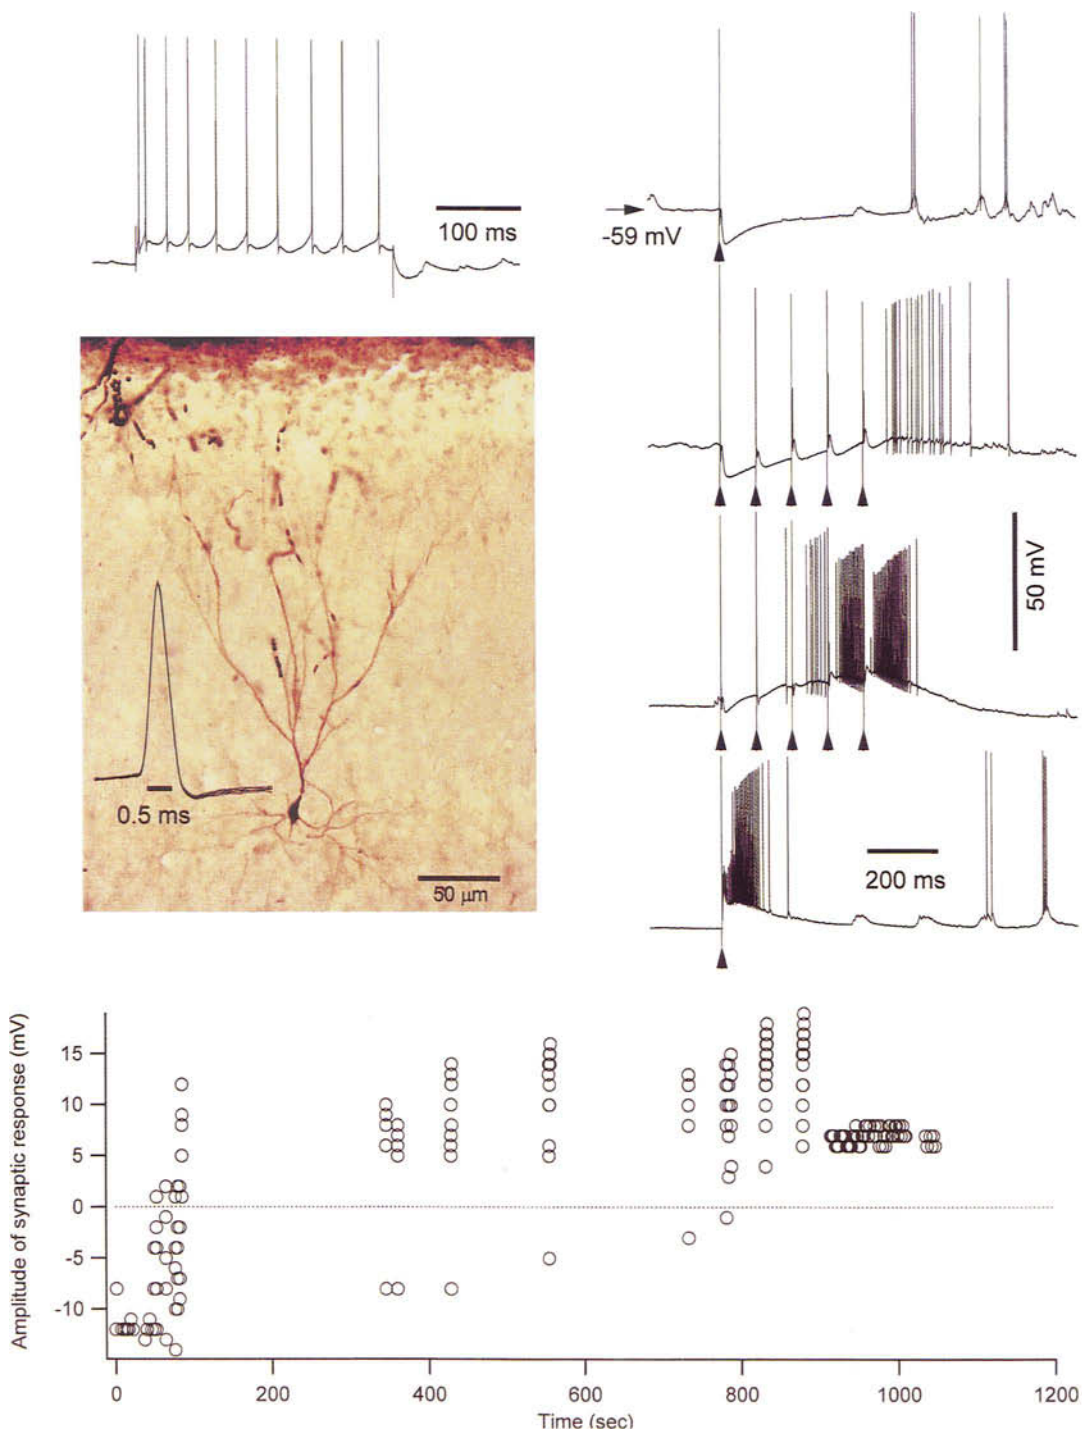 100 ms
-59 mV
50 mV
0.5 ms
50 μm
200 ms
Amplitude of synaptic response (mV)
15
10
5
0
-5
-10
0
200
400
600
800
1000
1200
Time (sec)